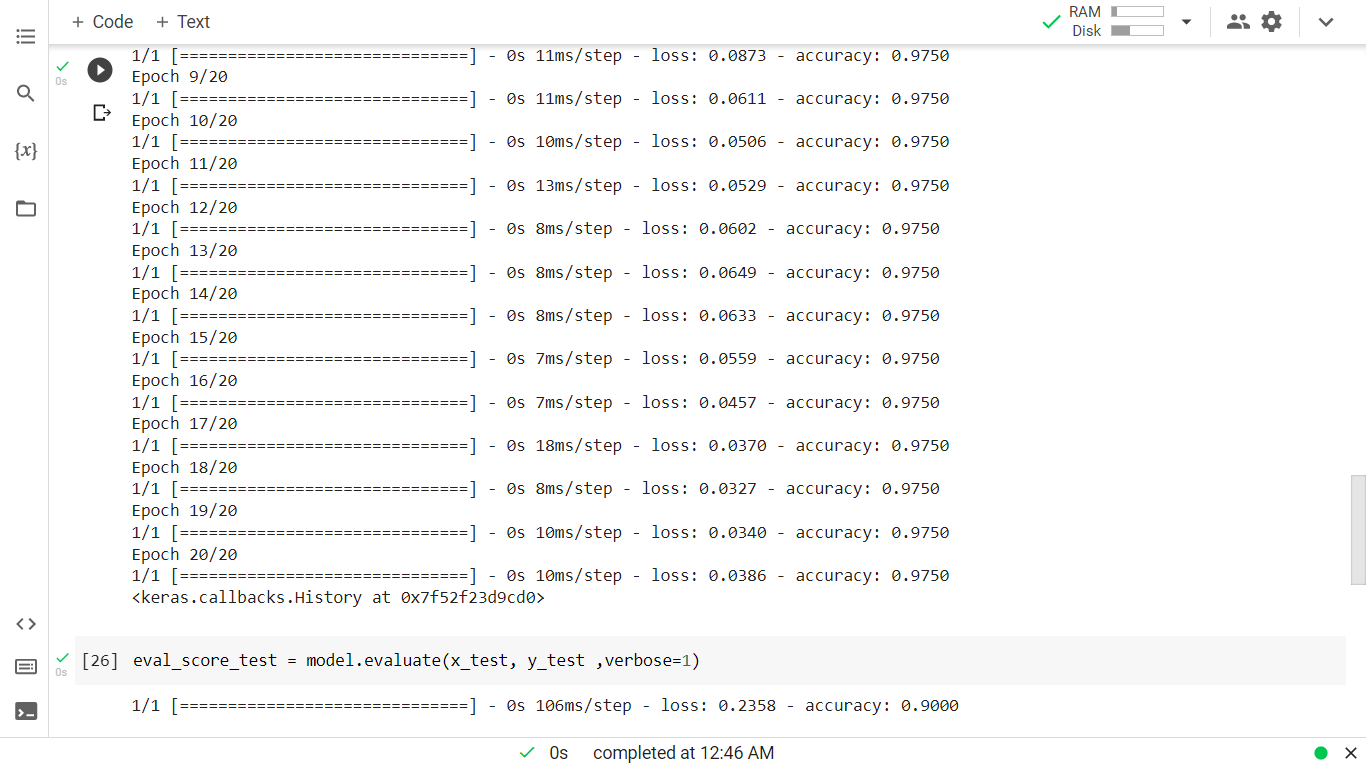 + Code + Text
RAM
Disk
1/1 [==============================] - 0s 11ms/step - loss: 0.0873 - accuracy: 0.9750
0s
Epoch 9/20
1/1 [==============================] - 0s 11ms/step - loss: 0.0611 - accuracy: 0.9750
Epoch 10/20
1/1 [==============================] - 0s 10ms/step - loss: 0.0506 - accuracy: 0.9750
{x}
Epoch 11/20
1/1 [==============================] - 0s 13ms/step - loss: 0.0529 - accuracy: 0.9750
Epoch 12/20
1/1 [==============================] - 0s 8ms/step - loss: 0.0602 - accuracy: 0.9750
Epoch 13/20
1/1 [==============================] - 0s 8ms/step - loss: 0.0649 - accuracy: 0.9750
Epoch 14/20
1/1 [==============================] - 0s 8ms/step - loss: 0.0633 - accuracy: 0.9750
Epoch 15/20
1/1 [==============================] - 0s 7ms/step - loss: 0.0559 - accuracy: 0.9750
Epoch 16/20
1/1 [==============================] - 0s 7ms/step - loss: 0.0457 - accuracy: 0.9750
Epoch 17/20
1/1 [==============================] - 0s 18ms/step - loss: 0.0370 - accuracy: 0.9750
Epoch 18/20
1/1 [==============================] - 0s 8ms/step - loss: 0.0327 - accuracy: 0.9750
Epoch 19/20
1/1 [==============================] - 0s 10ms/step - loss: 0.0340 - accuracy: 0.9750
Epoch 20/20
1/1 [==============================] - 0s 10ms/step - loss: 0.0386 - accuracy: 0.9750
<keras.callbacks.History at 0x7f52f23d9cd0>
[26] eval_score_test = model.evaluate(x_test, y_test ,verbose=1)
0s
1/1 [==============================] - 0s 106ms/step - loss: 0.2358 - accuracy: 0.9000
0s completed at 12:46 AM